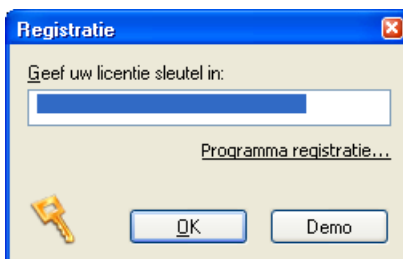 Registratie
Geef uw licentie sleutel in:
Programma registratie...
OK
Demo